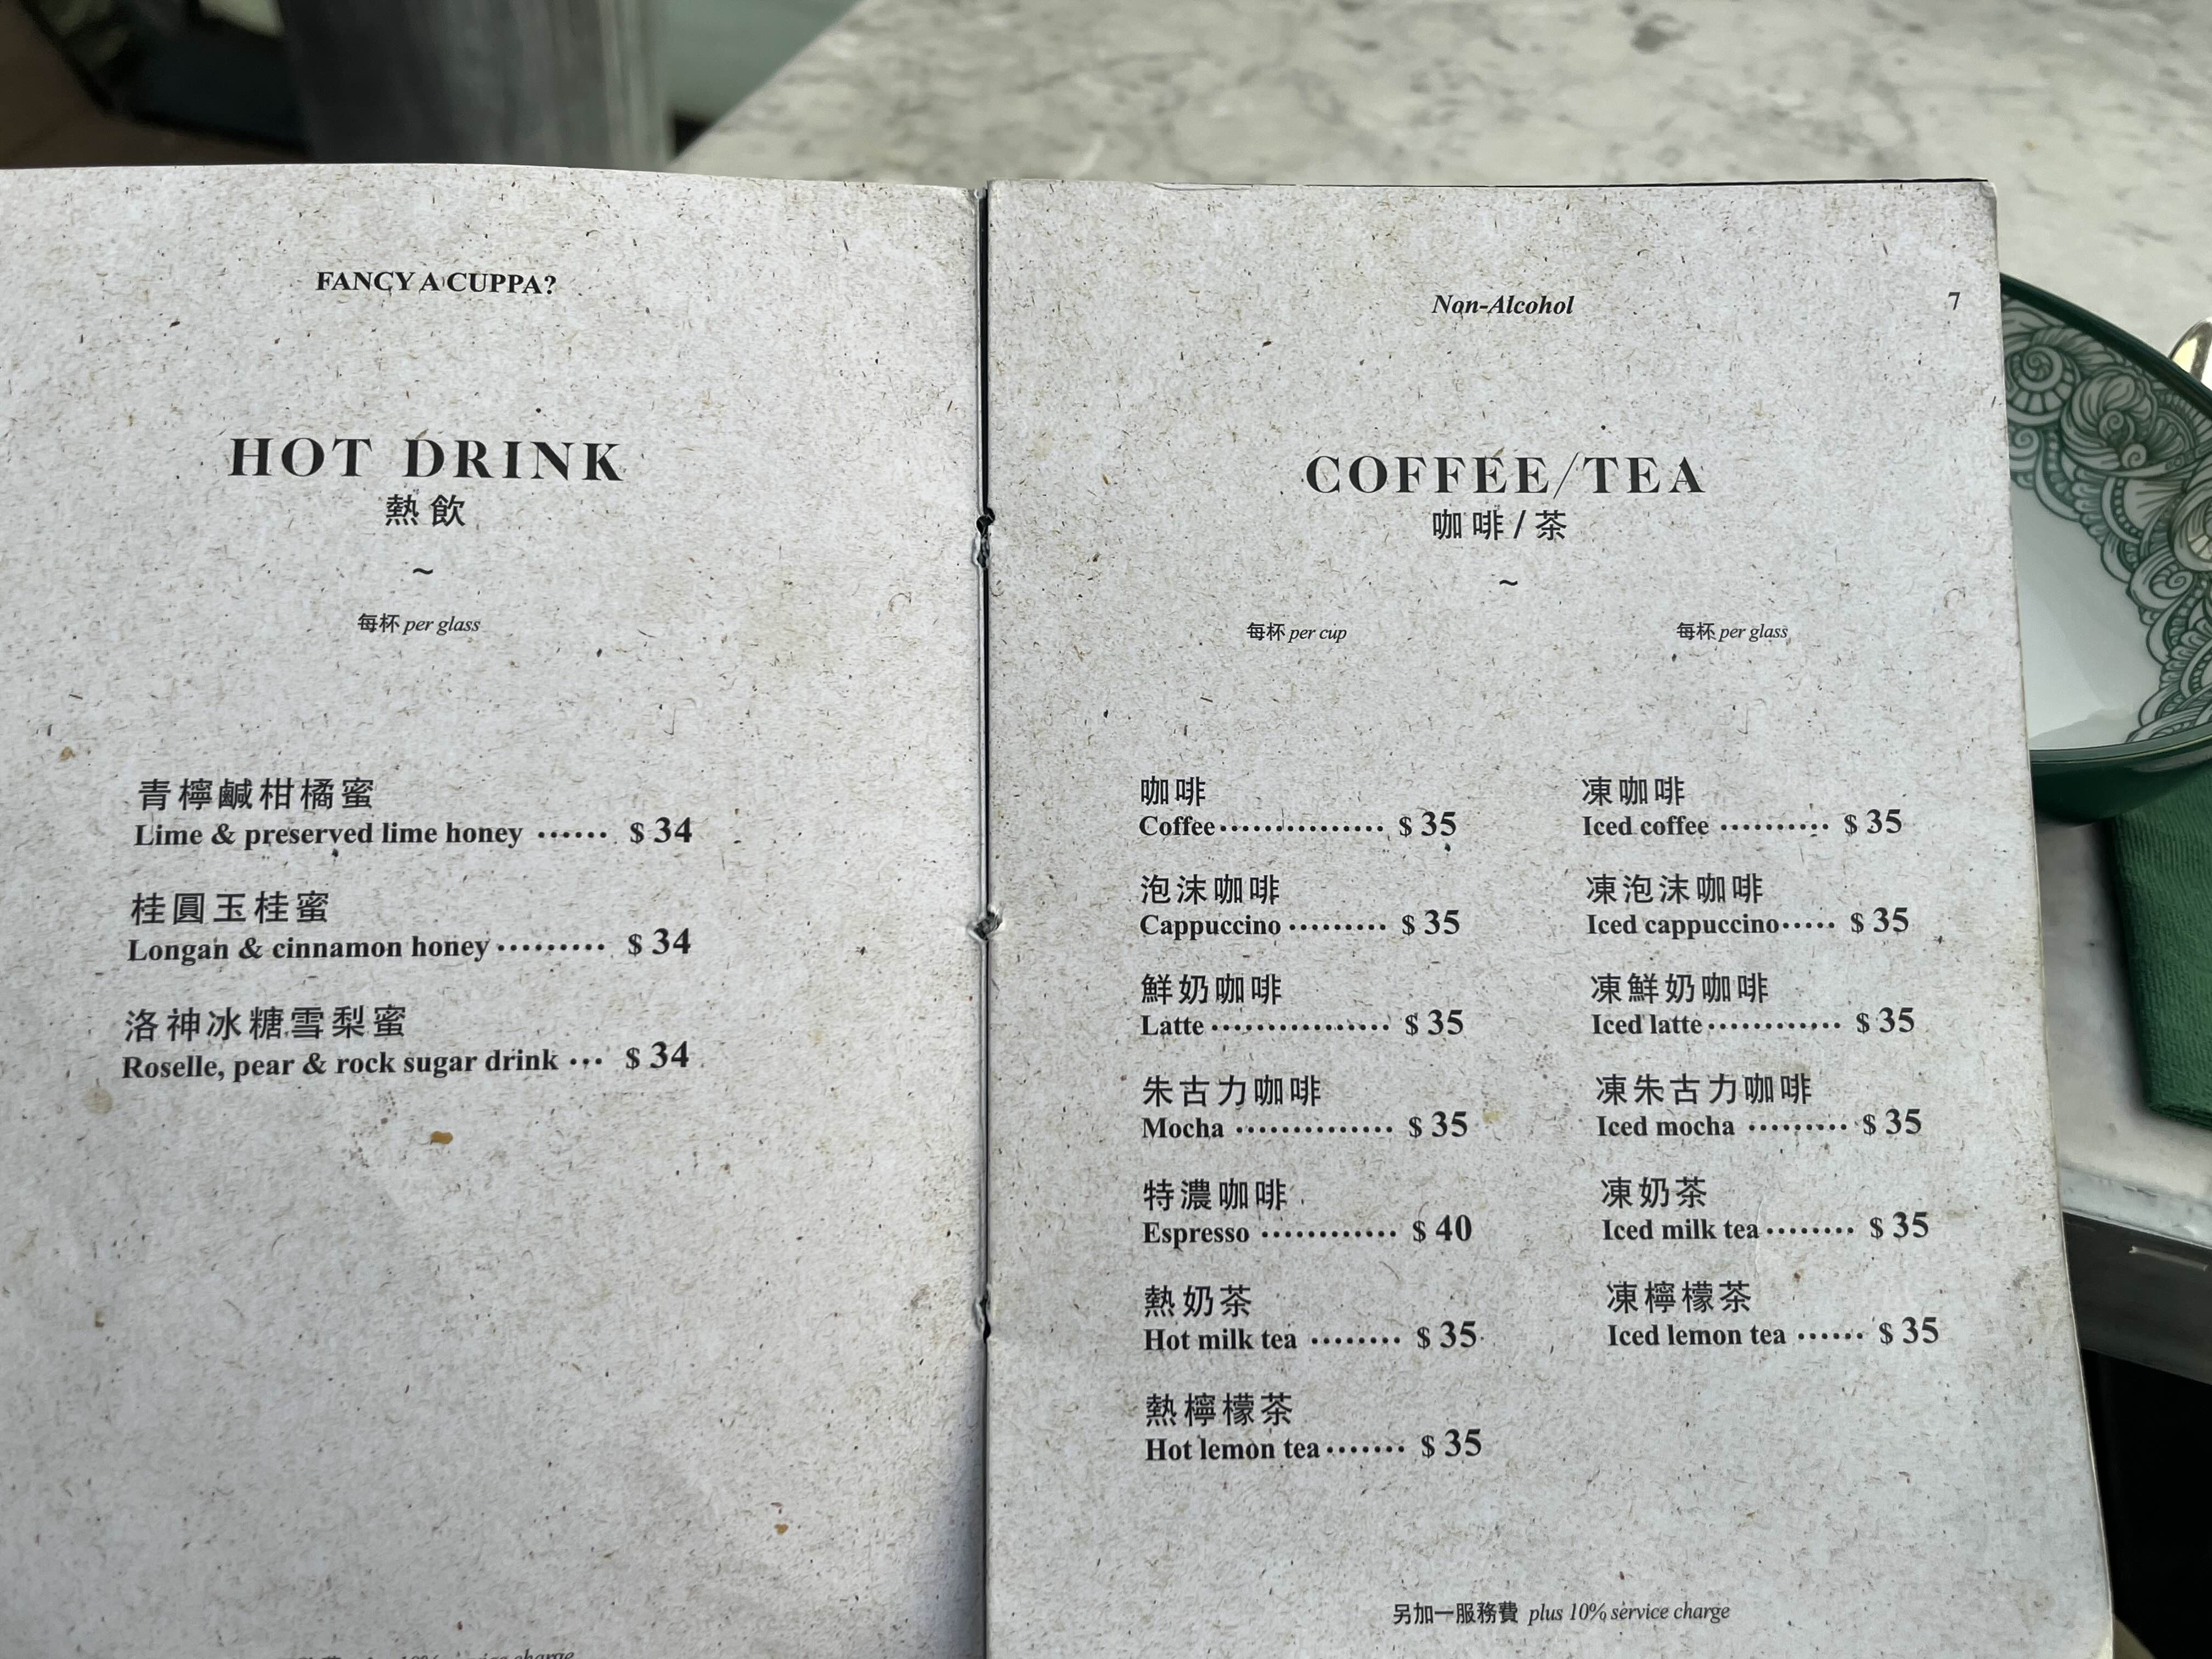 FANCY A CUPPA?
HOT DRINK
熱飲
~
每杯 per glass
青檸鹹柑橘蜜
Lime & preserved lime honey ...... $ 34
桂圓玉桂蜜
Longan & cinnamon honey ......... $ 34
洛神冰糖雪梨蜜
Roselle, pear & rock sugar drink ... $ 34
service charge
Non-Alcohol
7
COFFEE/TEA
咖啡/茶
~
每杯 per cup
每杯 per glass
咖啡
Coffee ................ $ 35
泡沫咖啡
Cappuccino ......... $ 35
鮮奶咖啡
Latte ................. $ 35
朱古力咖啡
Mocha .............. $ 35
特濃咖啡
Espresso ............ $ 40
熱奶茶
Hot milk tea ........ $ 35
熱檸檬茶
Hot lemon tea ....... $ 35
凍咖啡
Iced coffee .......... $ 35
凍泡沫咖啡
Iced cappuccino ..... $ 35
凍鮮奶咖啡
Iced latte ............ $ 35
凍朱古力咖啡
Iced mocha ......... $ 35
凍奶茶
Iced milk tea ........ $ 35
凍檸檬茶
Iced lemon tea ...... $ 35
另加一服務費 plus 10% service charge